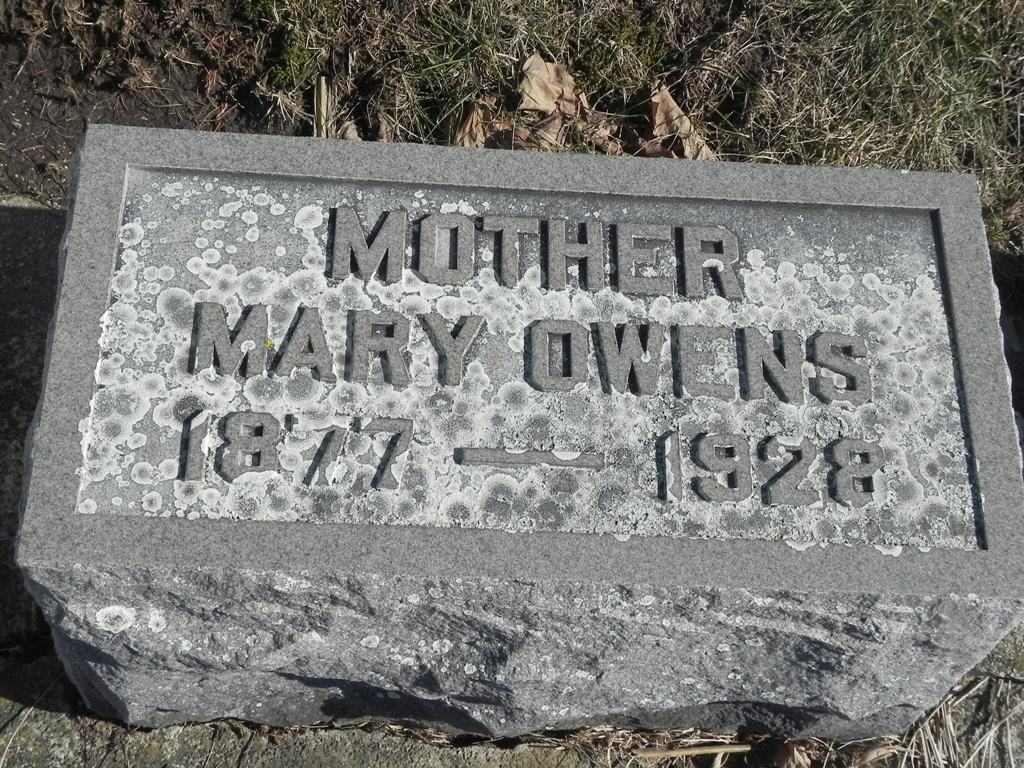 MOTHER
MARY OWENS
1877 — 1928